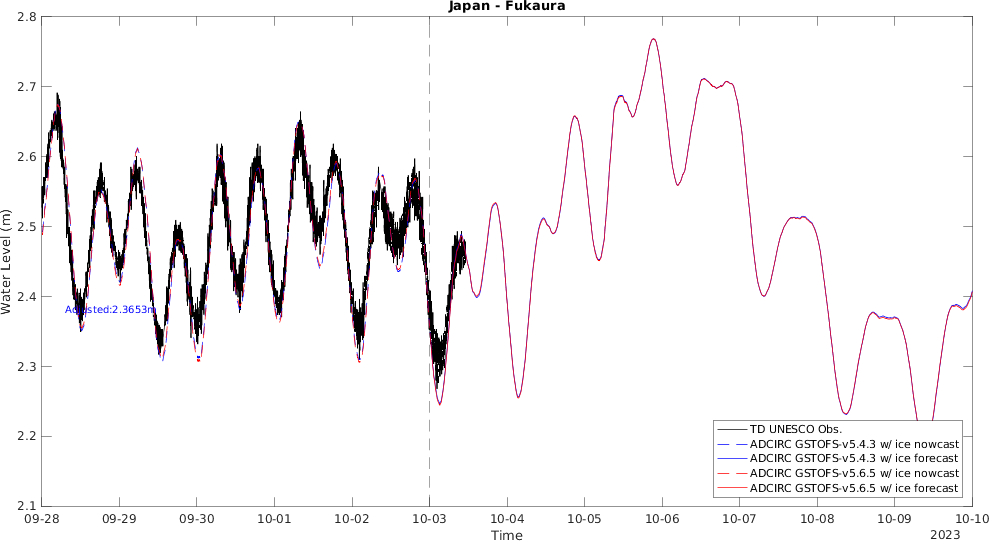 Japan - Fukaura
2.8
2.7
2.6
2.5
2.4
2.3
2.2
2.1
Water Level (m)
Adjusted:2.3653m
TD UNESCO Obs.
ADCIRC GSTOFS-v5.4.3 w/ ice nowcast
ADCIRC GSTOFS-v5.4.3 w/ ice forecast
ADCIRC GSTOFS-v5.6.5 w/ ice nowcast
ADCIRC GSTOFS-v5.6.5 w/ ice forecast
09-28 09-29 09-30 10-01 10-02 10-03 10-04 10-05 10-06 10-07 10-08 10-09 10-10
Time
2023